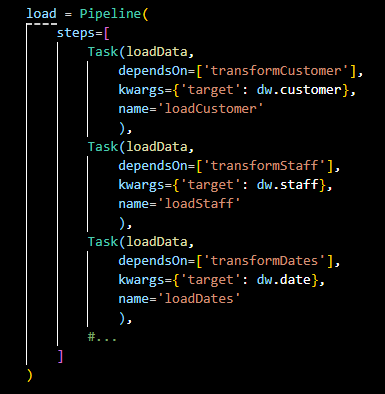 load = Pipeline(
    steps=[
        Task(loadData,
            dependsOn=['transformCustomer'],
            kwargs={'target': dw.customer},
            name='loadCustomer'
            ),
        Task(loadData,
            dependsOn=['transformStaff'],
            kwargs={'target': dw.staff},
            name='loadStaff'
            ),
        Task(loadData,
            dependsOn=['transformDates'],
            kwargs={'target': dw.date},
            name='loadDates'
            ),
        #...
    ]
)